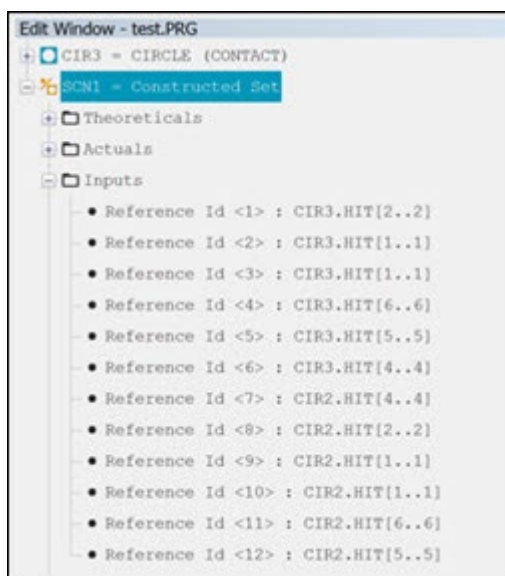 Edit Window - test.PRG
CIR3 = CIRCLE (CONTACT)
SCN1 = Constructed Set
Theoreticals
Actuals
Inputs
Reference Id <1> : CIR3.HIT[2..2]
Reference Id <2> : CIR3.HIT[1..1]
Reference Id <3> : CIR3.HIT[1..1]
Reference Id <4> : CIR3.HIT[6..6]
Reference Id <5> : CIR3.HIT[5..5]
Reference Id <6> : CIR3.HIT[4..4]
Reference Id <7> : CIR2.HIT[4..4]
Reference Id <8> : CIR2.HIT[2..2]
Reference Id <9> : CIR2.HIT[1..1]
Reference Id <10> : CIR2.HIT[1..1]
Reference Id <11> : CIR2.HIT[6..6]
Reference Id <12> : CIR2.HIT[5..5]